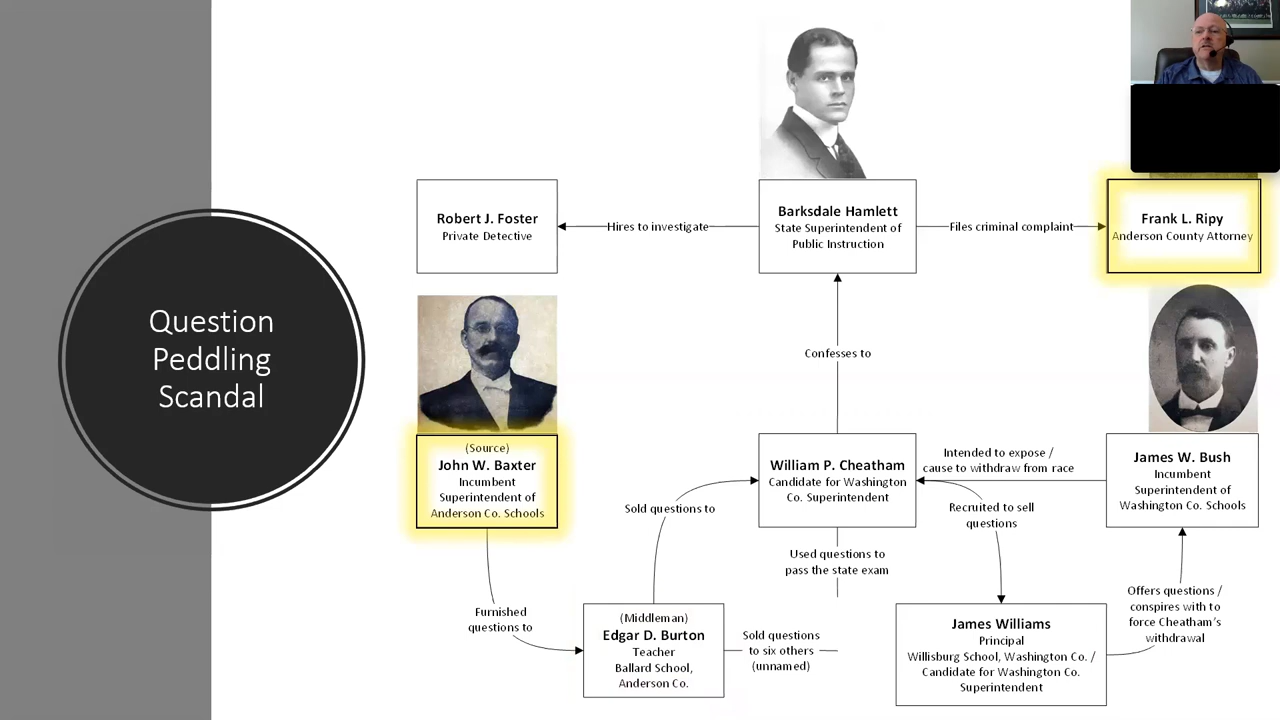 Question
Peddling
Scandal
Robert J. Foster
Private Detective
Hires to investigate
Barksdale Hamlett
State Superintendent of
Public Instruction
Files criminal complaint
Frank L. Ripy
Anderson County Attorney
Confesses to
(Source)
John W. Baxter
Incumbent
Superintendent of
Anderson Co. Schools
Sold questions to
William P. Cheatham
Candidate for Washington
Co. Superintendent
Intended to expose /
cause to withdraw from race
James W. Bush
Incumbent
Superintendent of
Washington Co. Schools
Recruited to sell
questions
Used questions to
pass the state exam
Furnished
questions to
(Middleman)
Edgar D. Burton
Teacher
Ballard School,
Anderson Co.
Sold questions
to six others
(unnamed)
James Williams
Principal
Willisburg School, Washington Co. /
Candidate for Washington Co.
Superintendent
Offers questions /
conspires with to
force Cheatham's
withdrawal